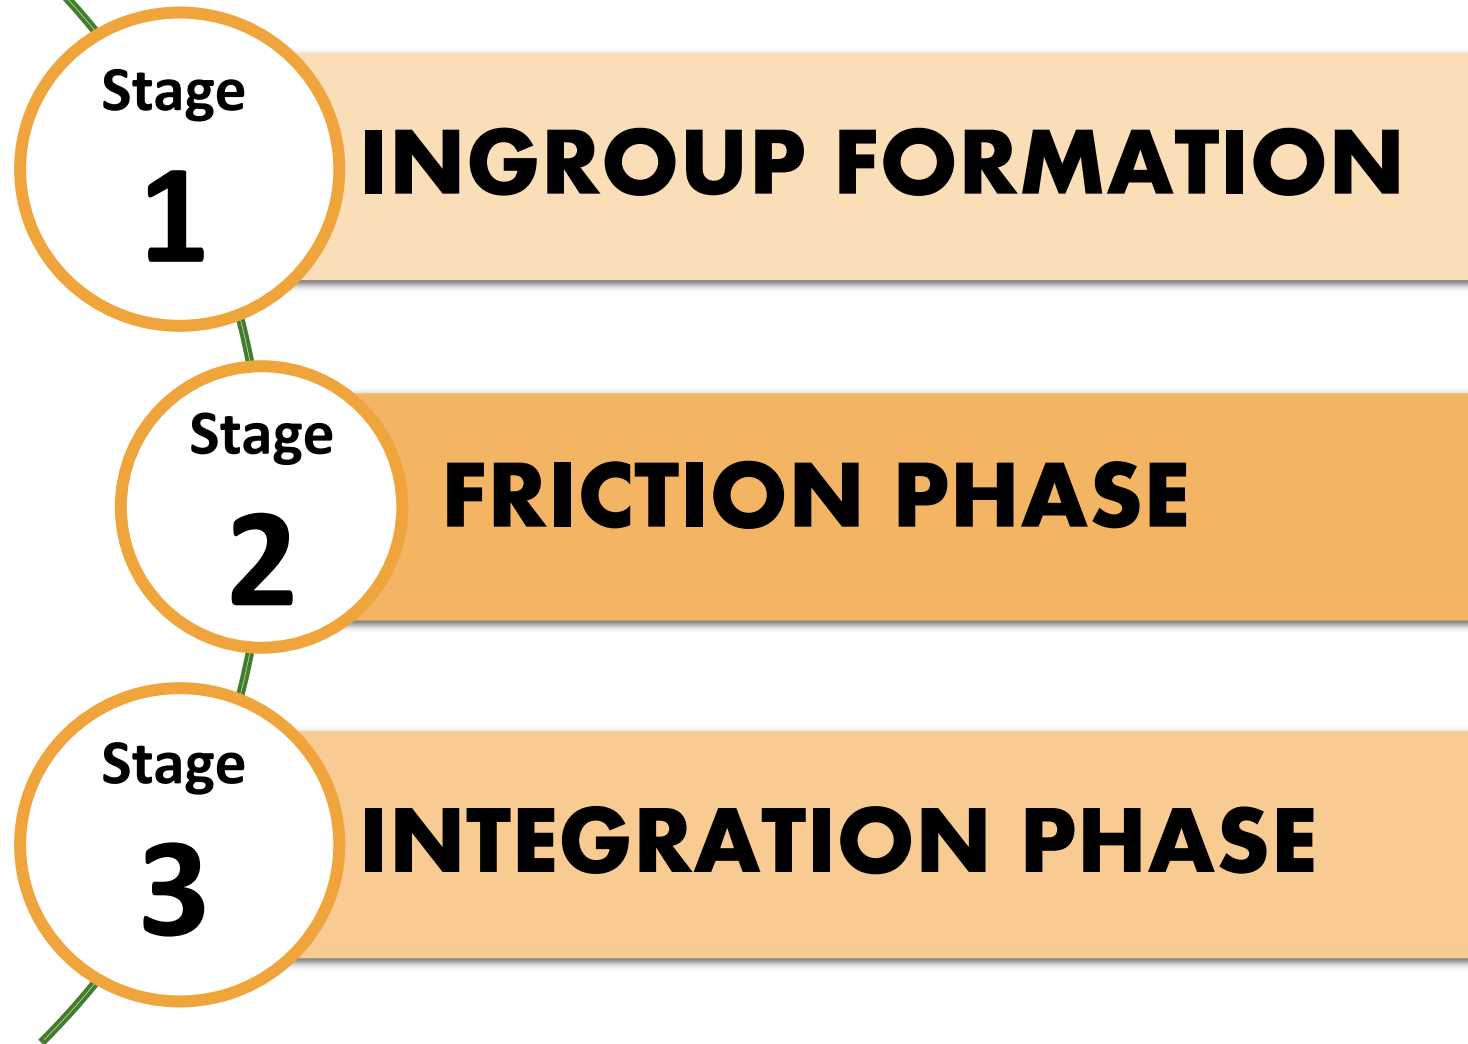 Stage
1
INGROUP FORMATION
Stage
2
FRICTION PHASE
Stage
3
INTEGRATION PHASE